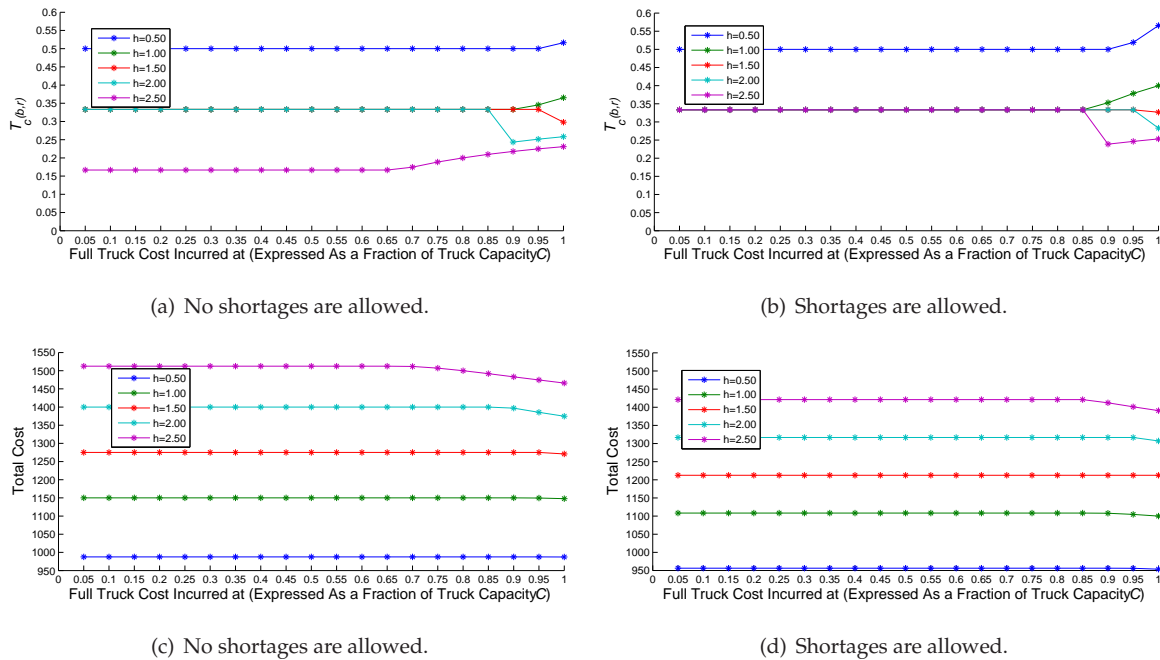 0.6
0.55
0.5
0.45
0.4
0.35
0.3
0.25
0.2
0.15
0.1
0.05
0
T_c(b,r)
h=0.50
h=1.00
h=1.50
h=2.00
h=2.50
0 0.05 0.1 0.15 0.2 0.25 0.3 0.35 0.4 0.45 0.5 0.55 0.6 0.65 0.7 0.75 0.8 0.85 0.9 0.95 1
Full Truck Cost Incurred at (Expressed As a Fraction of Truck CapacityC)
(a) No shortages are allowed.
0.6
0.55
0.5
0.45
0.4
0.35
0.3
0.25
0.2
0.15
0.1
0.05
0
T_c(b,r)
h=0.50
h=1.00
h=1.50
h=2.00
h=2.50
0 0.05 0.1 0.15 0.2 0.25 0.3 0.35 0.4 0.45 0.5 0.55 0.6 0.65 0.7 0.75 0.8 0.85 0.9 0.95 1
Full Truck Cost Incurred at (Expressed As a Fraction of Truck CapacityC)
(b) Shortages are allowed.
1550
1500
1450
1400
1350
1300
1250
1200
1150
1100
1050
1000
950
Total Cost
h=0.50
h=1.00
h=1.50
h=2.00
h=2.50
0 0.05 0.1 0.15 0.2 0.25 0.3 0.35 0.4 0.45 0.5 0.55 0.6 0.65 0.7 0.75 0.8 0.85 0.9 0.95 1
Full Truck Cost Incurred at (Expressed As a Fraction of Truck CapacityC)
(c) No shortages are allowed.
1550
1500
1450
1400
1350
1300
1250
1200
1150
1100
1050
1000
950
Total Cost
h=0.50
h=1.00
h=1.50
h=2.00
h=2.50
0 0.05 0.1 0.15 0.2 0.25 0.3 0.35 0.4 0.45 0.5 0.55 0.6 0.65 0.7 0.75 0.8 0.85 0.9 0.95 1
Full Truck Cost Incurred at (Expressed As a Fraction of Truck CapacityC)
(d) Shortages are allowed.